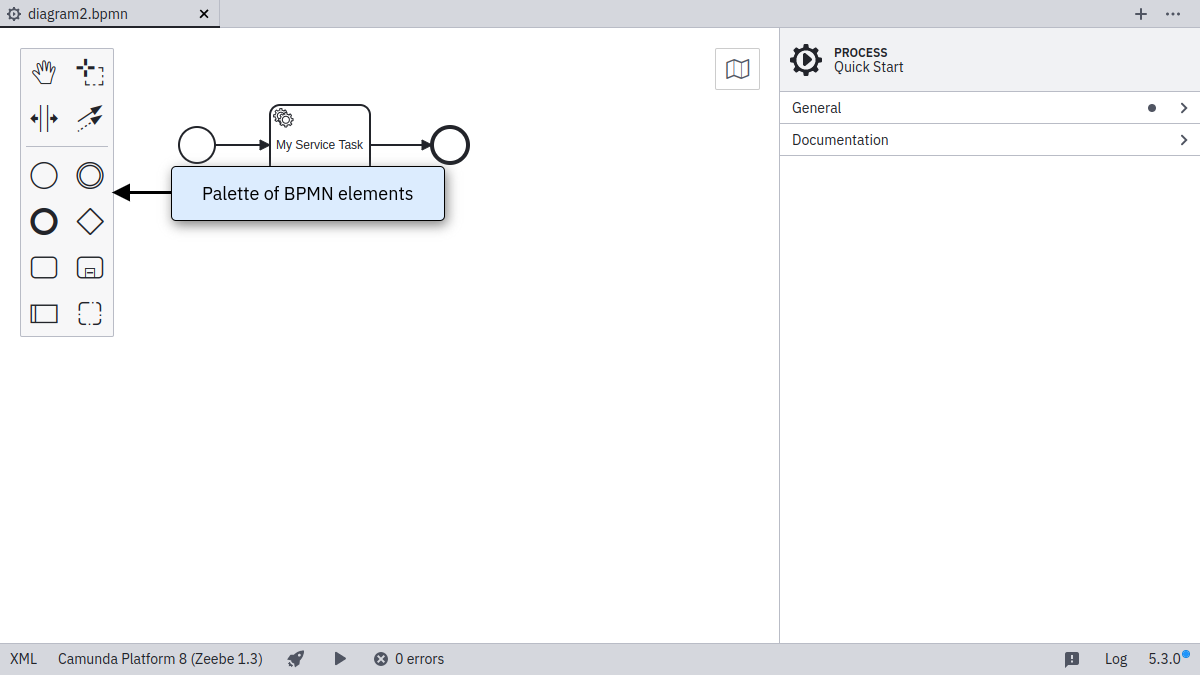 diagram2.bpmn
PROCESS
Quick Start
General
Documentation
My Service Task
Palette of BPMN elements
XML
Camunda Platform 8 (Zeebe 1.3)
0 errors
Log
5.3.0